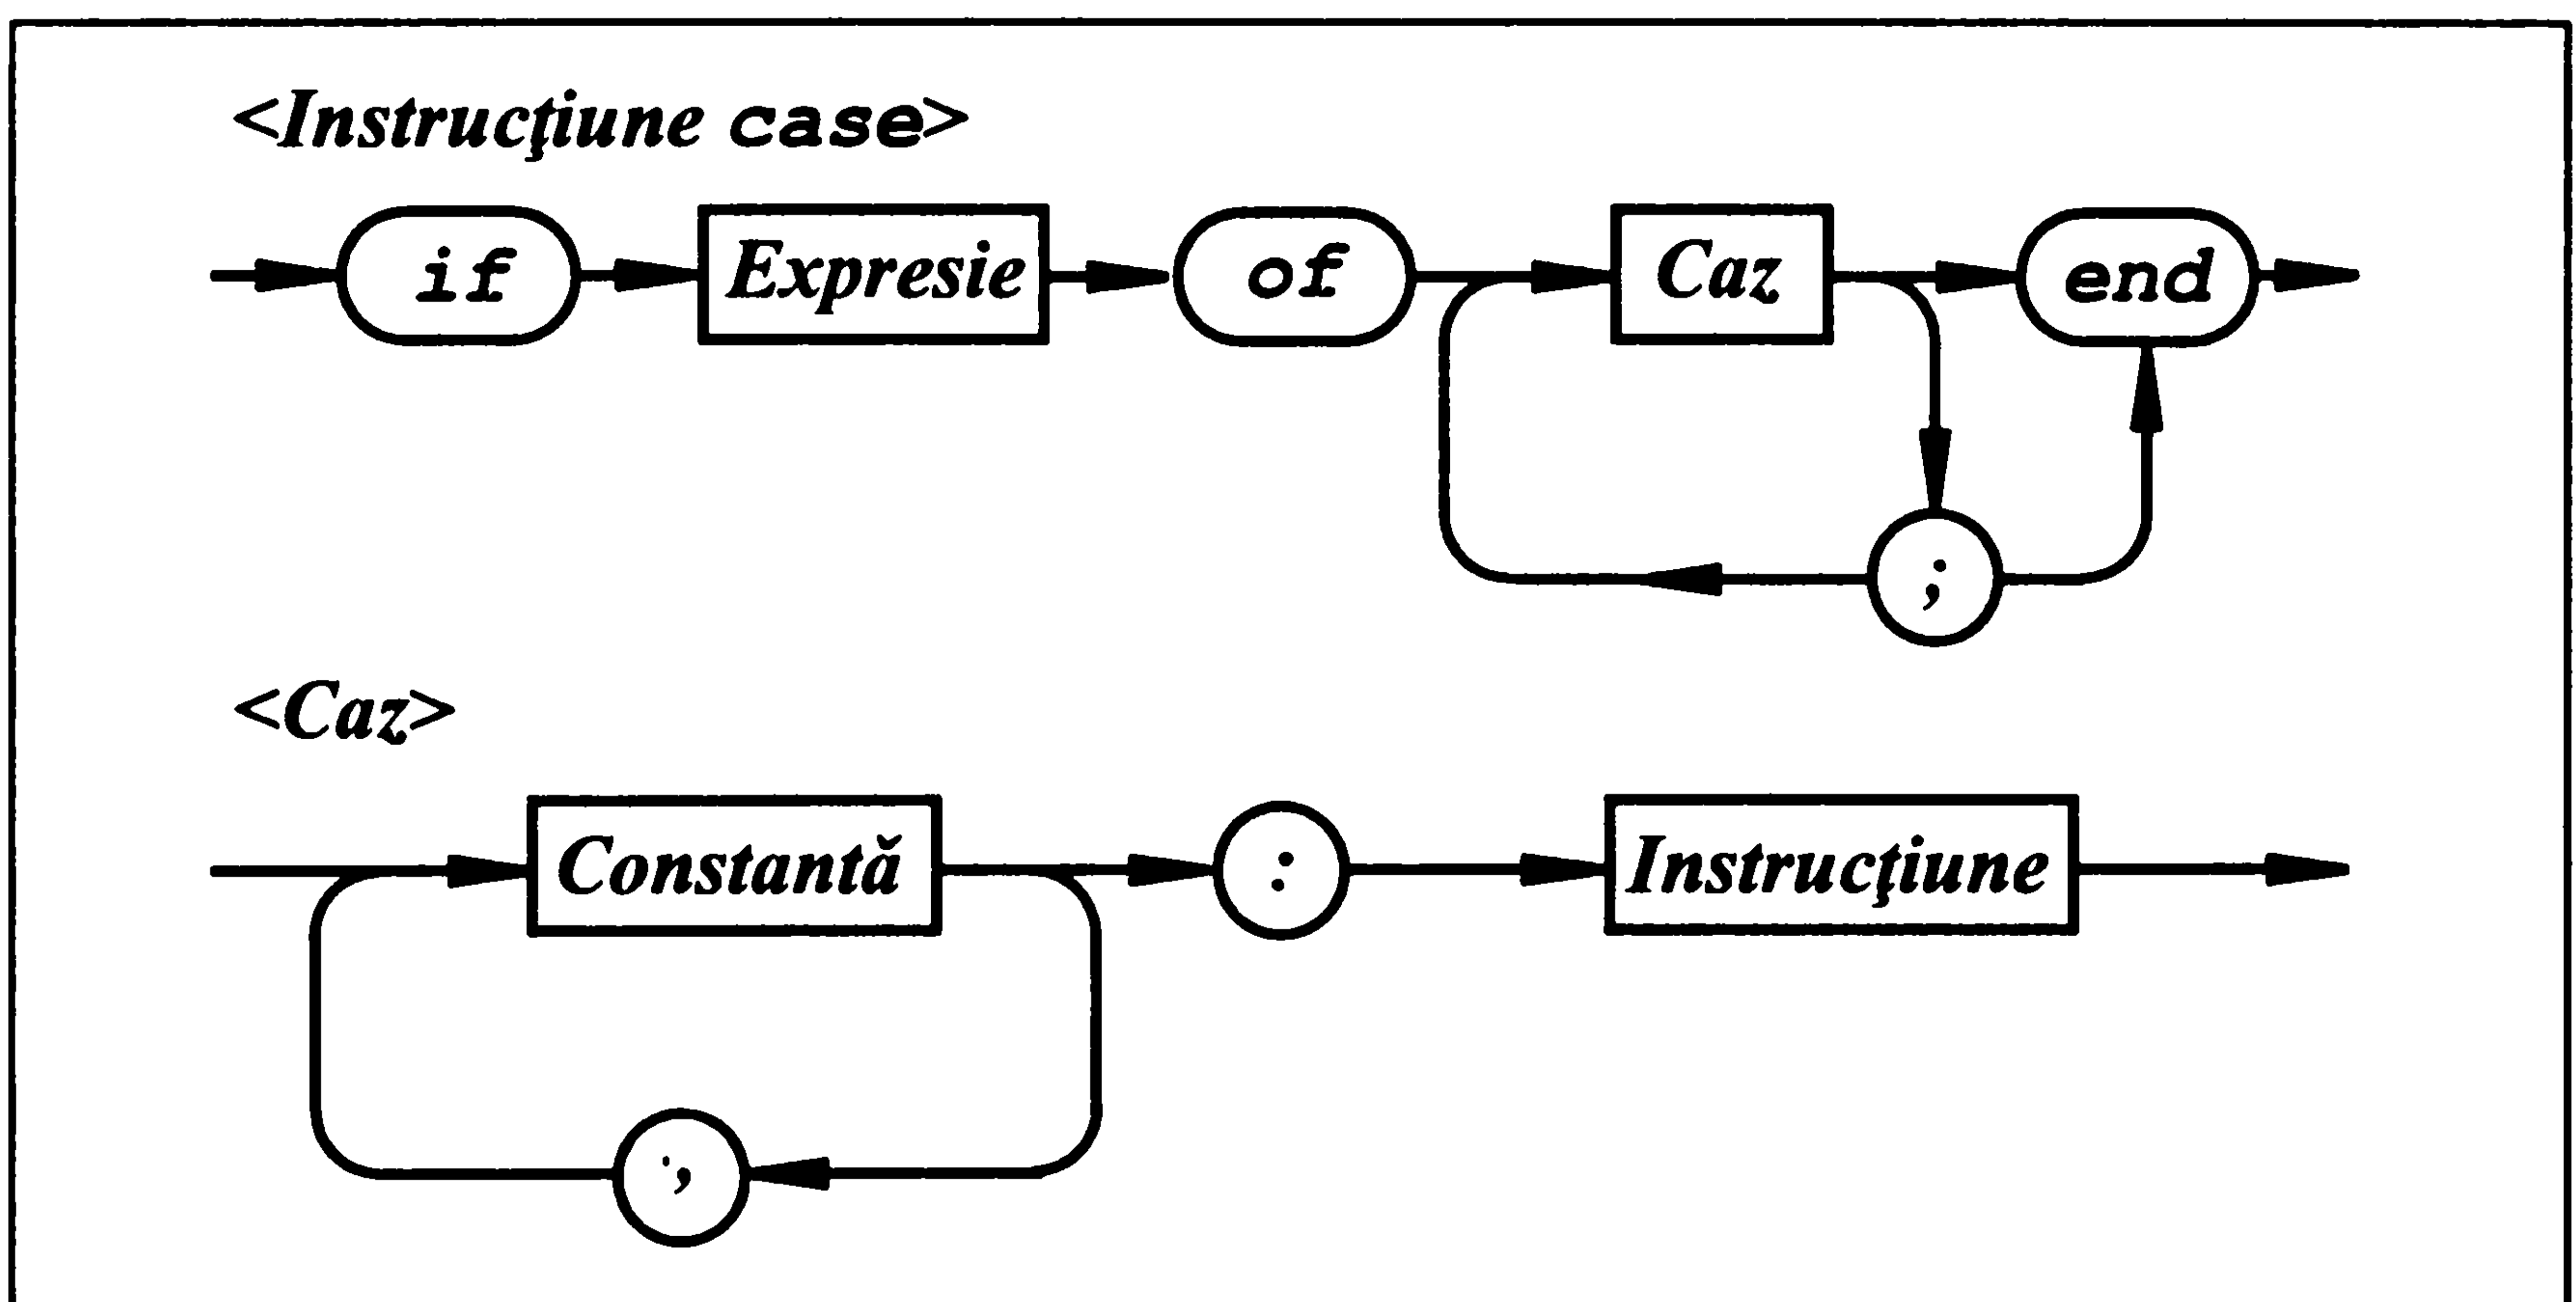 <Instrucţiune case>
if Expresie of Caz end
;
<Caz>
Constantă : Instrucţiune
,